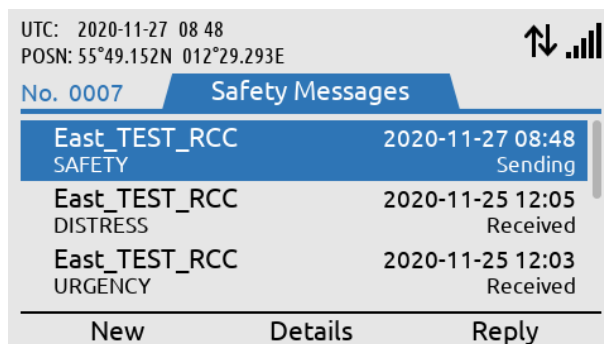 UTC: 2020-11-27 08 48
POSN: 55°49.152N 012°29.293E
No. 0007 Safety Messages
East_TEST_RCC 2020-11-27 08:48
SAFETY Sending
East_TEST_RCC 2020-11-25 12:05
DISTRESS Received
East_TEST_RCC 2020-11-25 12:03
URGENCY Received
New Details Reply